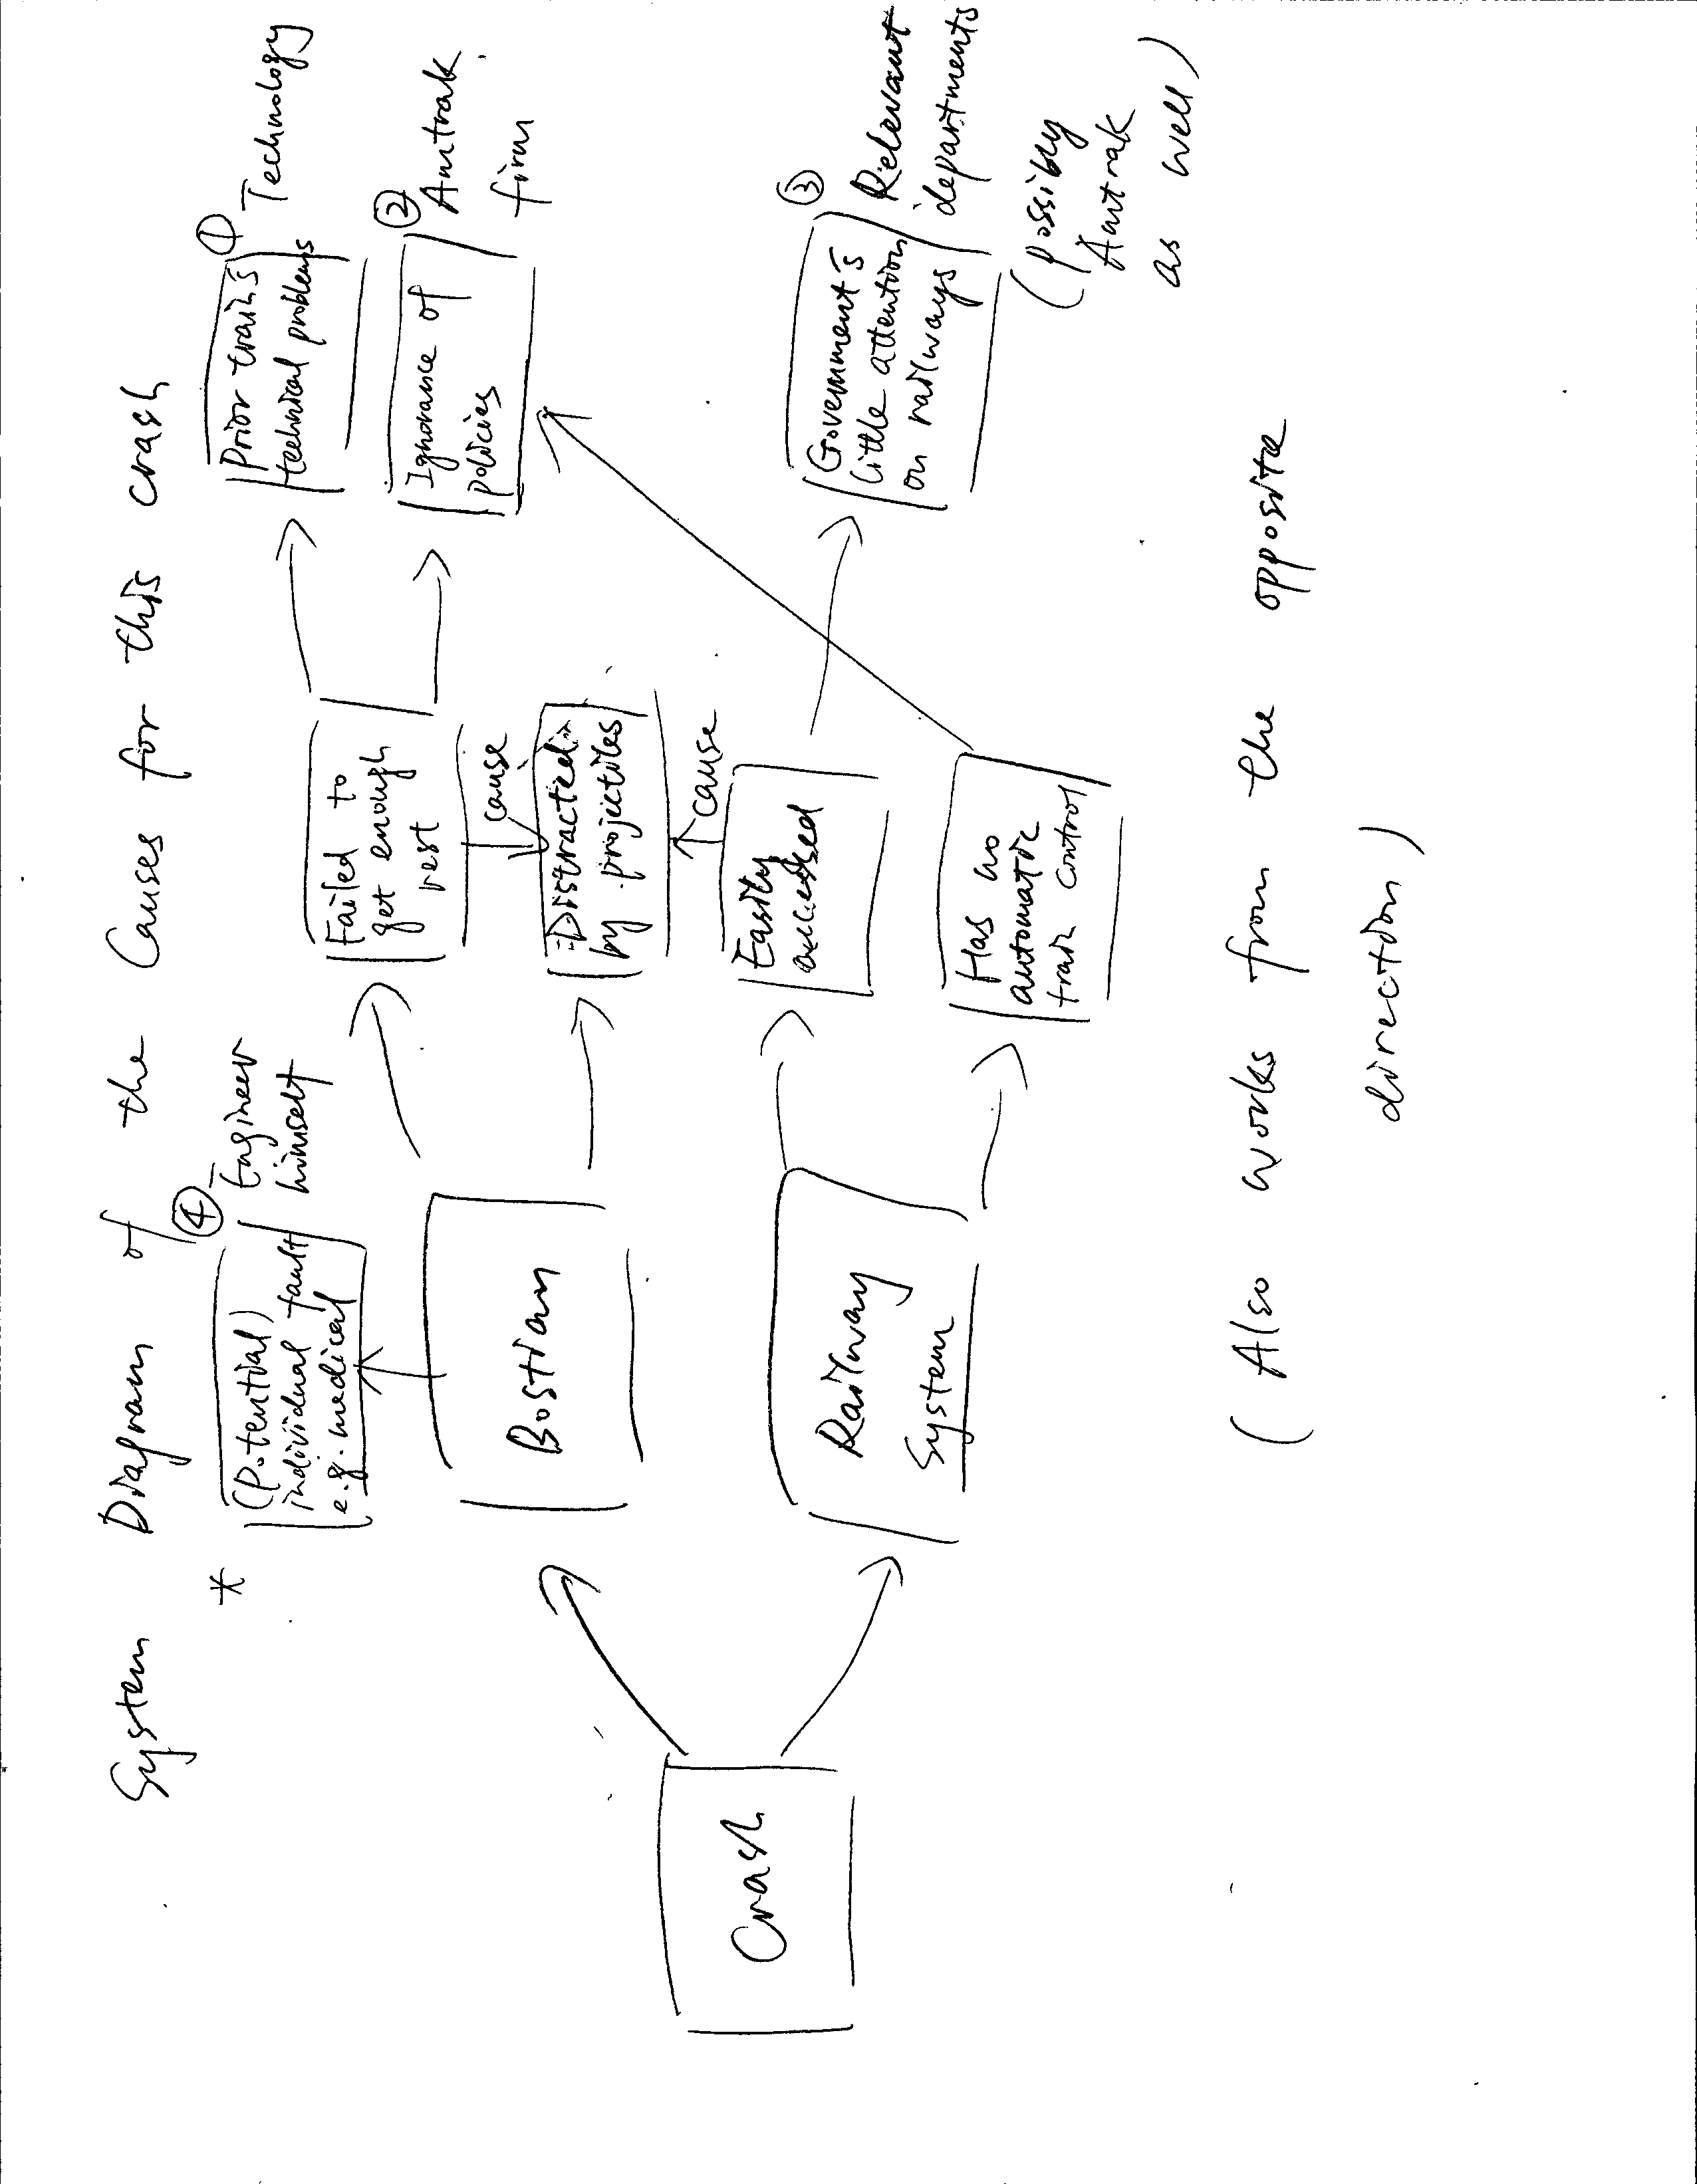 System Diagram of the Causes for this crash
*
(Potential)
individual fault
e.g. medical
④
Engineer
himself
Crash
Bostian
Railway
System
Failed to
get enough
rest
cause
Distracted
by projectiles
cause
Easily
accessed
Has no
automatic
train control
Prior train's
technical problems
①
Technology
Ignorance of
policies
②
Amtrak
firm
Government's
little attention
on railways
③
Relevant
departments
(possibly
Amtrak
as well)
(Also works from the opposite
direction)